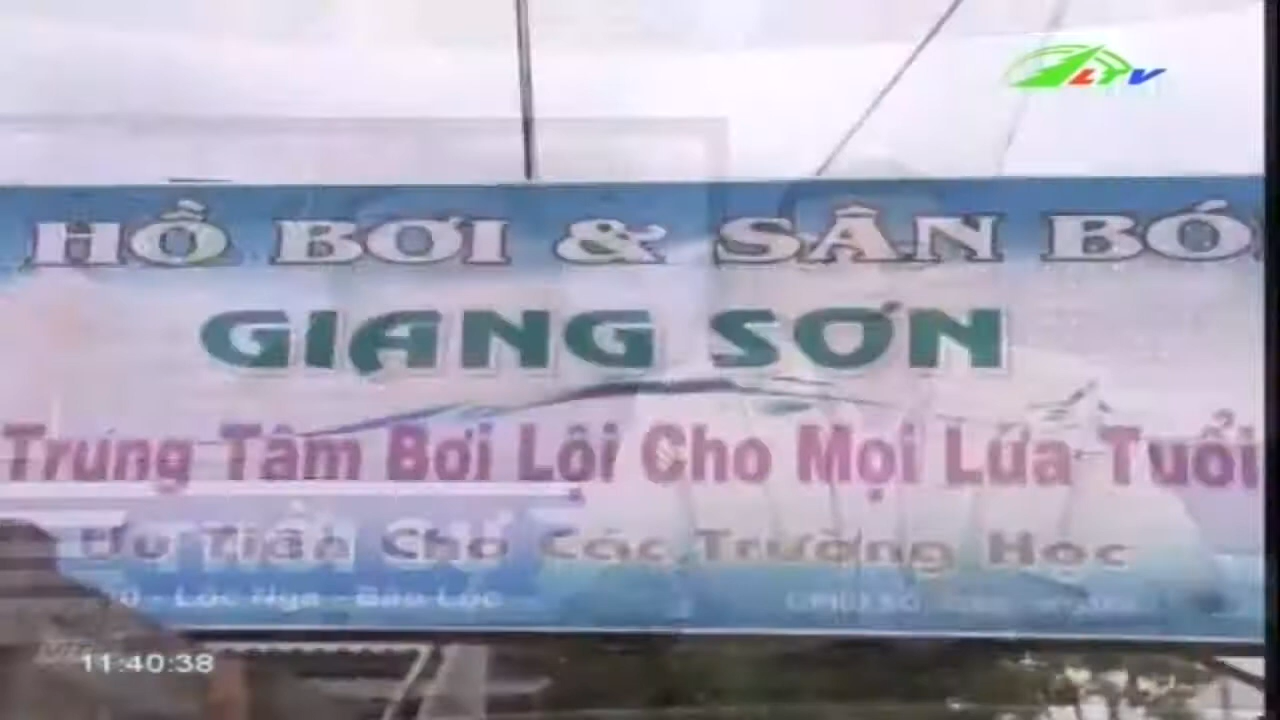 LTV
HỒ BƠI & SÂN BÓ
GIANG SƠN
Trung Tâm Bơi Lội Cho Mọi Lứa Tuổi
Ưu Tiên Cho Các Trường Học
- Lộc Nga - Bảo Lộc
11:40:38